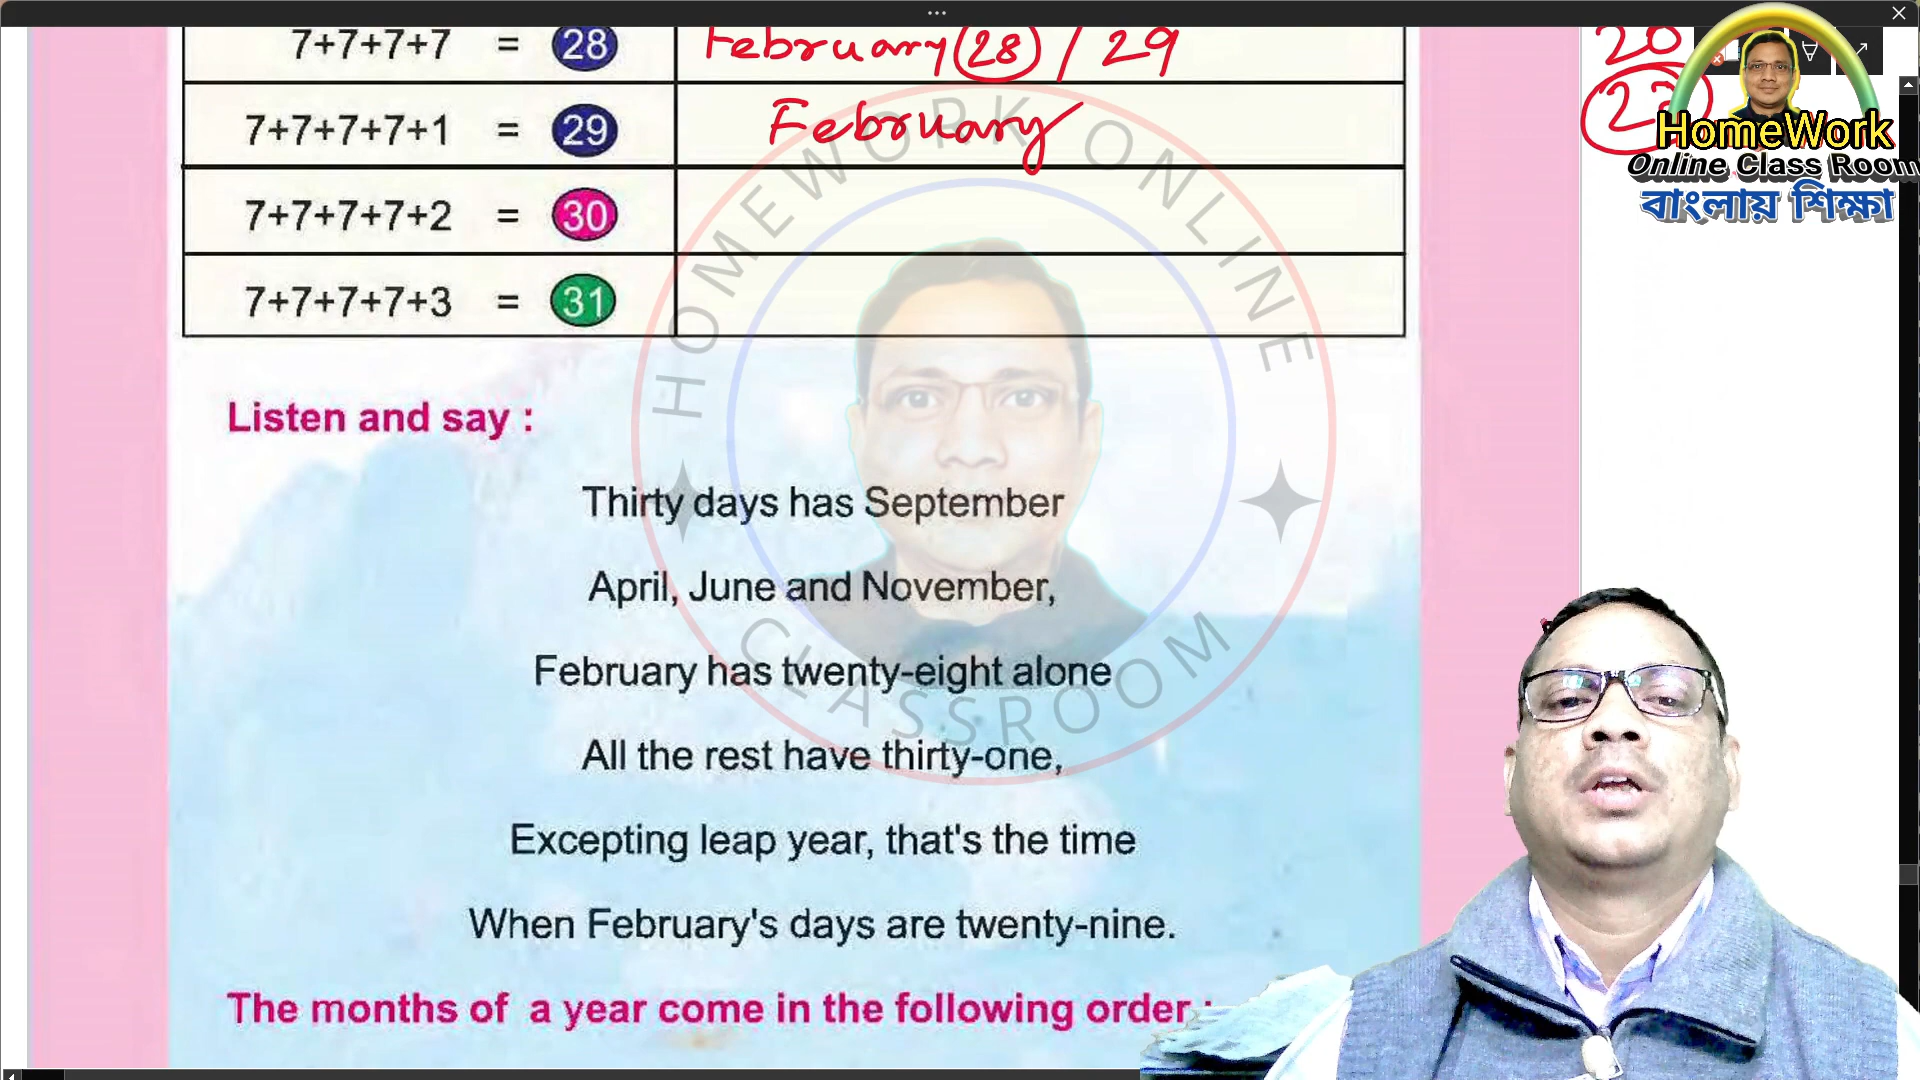 7+7+7+7 = 28 February 28 / 29
7+7+7+7+1 = 29 February
7+7+7+7+2 = 30
7+7+7+7+3 = 31
Listen and say :
Thirty days has September
April, June and November,
February has twenty-eight alone
All the rest have thirty-one,
Excepting leap year, that's the time
When February's days are twenty-nine.
The months of a year come in the following order :
HomeWork
Online Class Room
বাংলায় শিক্ষা
HOMEWORK ONLINE
CLASSROOM